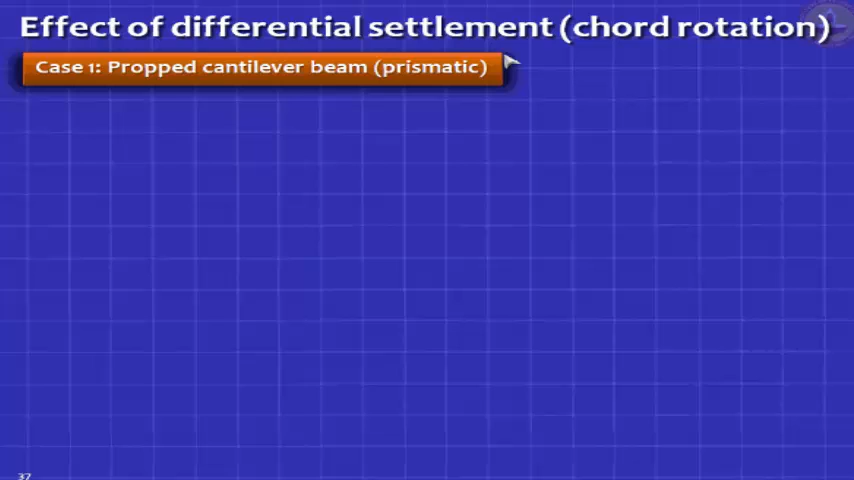 Effect of differential settlement (chord rotation)
Case 1: Propped cantilever beam (prismatic)
37